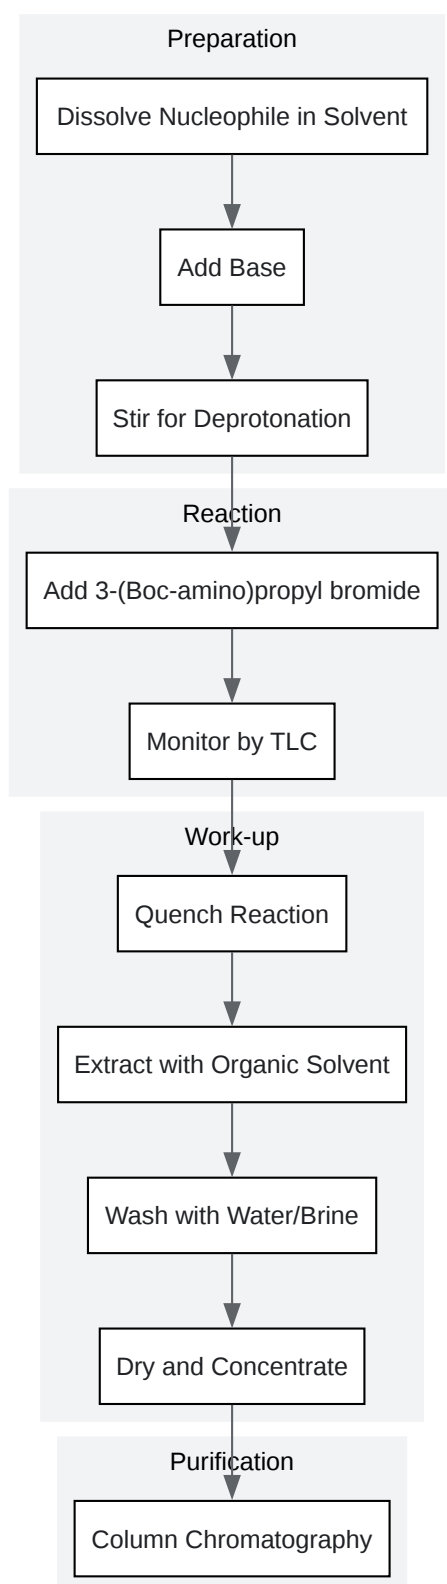 Preparation
Dissolve Nucleophile in Solvent
Add Base
Stir for Deprotonation
Reaction
Add 3-(Boc-amino)propyl bromide
Monitor by TLC
Work-up
Quench Reaction
Extract with Organic Solvent
Wash with Water/Brine
Dry and Concentrate
Purification
Column Chromatography